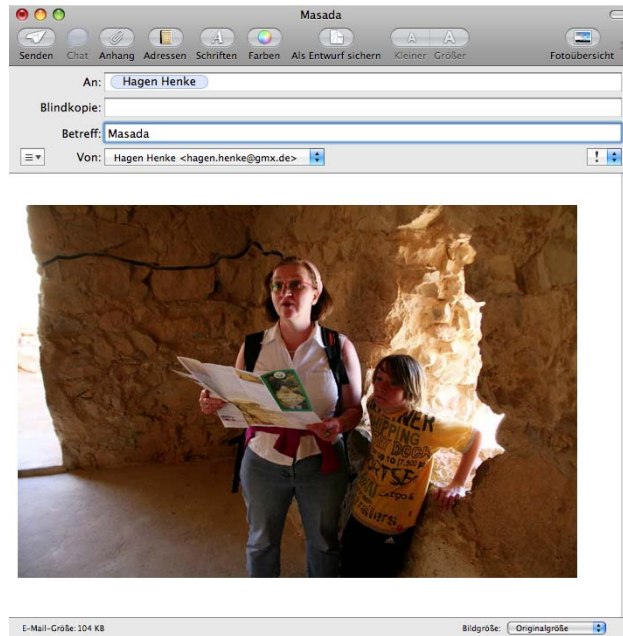 Masada
Senden Chat Anhang Adressen Schriften Farben Als Entwurf sichern Kleiner Größer Fotoübersicht
An: Hagen Henke
Blindkopie:
Betreff: Masada
Von: Hagen Henke <hagen.henke@gmx.de> !
E-Mail-Größe: 104 KB Bildgröße: Originalgröße